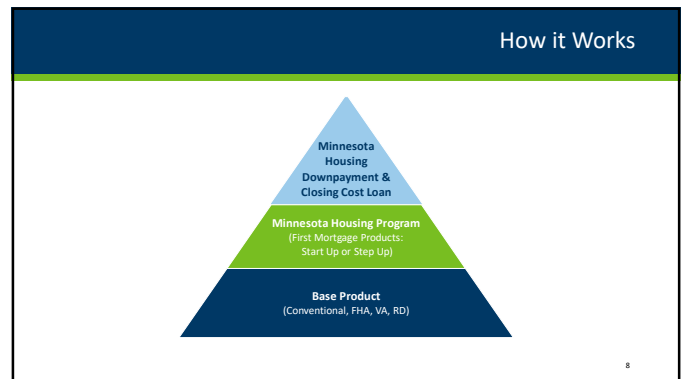 How it Works
Minnesota
Housing
Downpayment &
Closing Cost Loan
Minnesota Housing Program
(First Mortgage Products:
Start Up or Step Up)
Base Product
(Conventional, FHA, VA, RD)
8